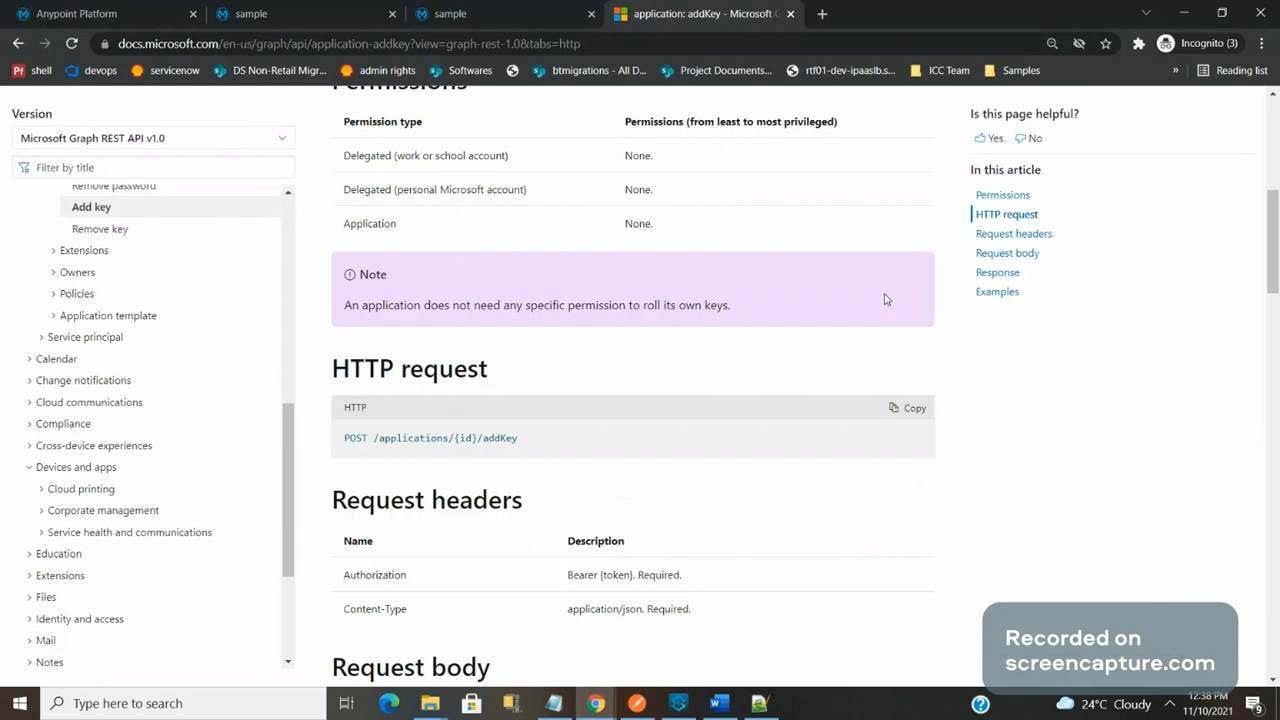 Anypoint Platform
sample
sample
application: addKey - Microsoft G
docs.microsoft.com/en-us/graph/api/application-addkey?view=graph-rest-1.0&tabs=http
Incognito (3)
shell
devops
servicenow
DS Non-Retail Migr...
admin rights
Softwares
btmigrations - All D...
Project Documents...
rtf01-dev-ipaaslb.s...
ICC Team
Samples
»
Reading list
Version
Microsoft Graph REST API v1.0
Filter by title
Remove password
Add key
Remove key
Extensions
Owners
Policies
Application template
Service principal
Calendar
Change notifications
Cloud communications
Compliance
Cross-device experiences
Devices and apps
Cloud printing
Corporate management
Service health and communications
Education
Extensions
Files
Identity and access
Mail
Notes
Permissions
Permission type Permissions (from least to most privileged)
Delegated (work or school account) None.
Delegated (personal Microsoft account) None.
Application None.
Note
An application does not need any specific permission to roll its own keys.
HTTP request
HTTP Copy
POST /applications/{id}/addKey
Request headers
Name Description
Authorization Bearer {token}. Required.
Content-Type application/json. Required.
Request body
Is this page helpful?
Yes No
In this article
Permissions
HTTP request
Request headers
Request body
Response
Examples
Recorded on
screencapture.com
Type here to search
24°C Cloudy
12:38 PM
11/10/2021